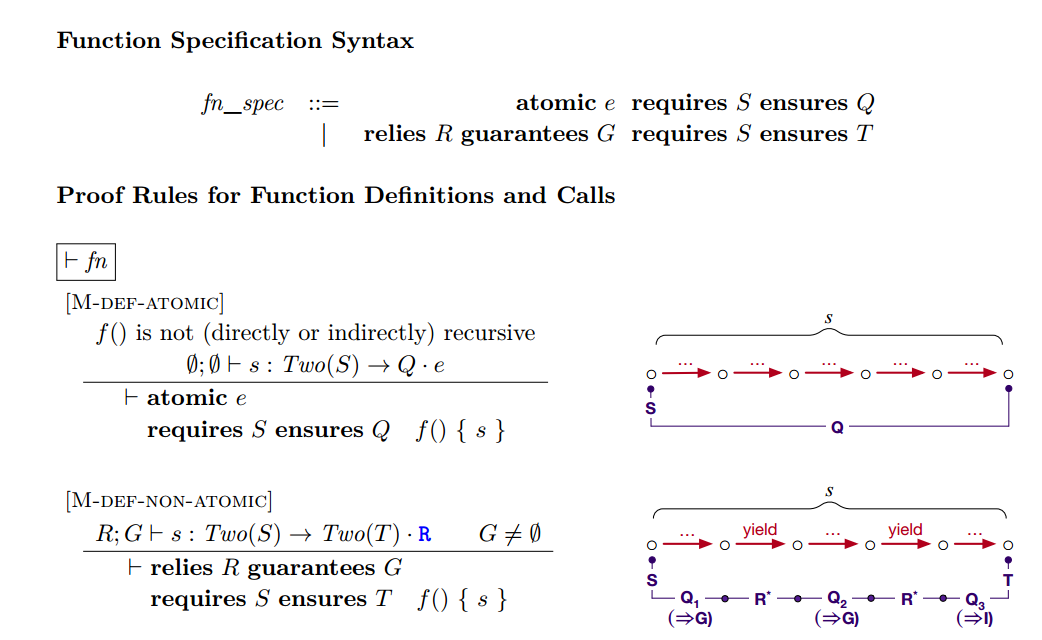 Function Specification Syntax
fn_spec ::= atomic e requires S ensures Q
| relies R guarantees G requires S ensures T
Proof Rules for Function Definitions and Calls
⊢ fn
[M-DEF-ATOMIC]
f() is not (directly or indirectly) recursive
∅;∅ ⊢ s : Two(S) → Q · e
⊢ atomic e
requires S ensures Q f() { s }
s
... ... ... ... ...
S
Q
[M-DEF-NON-ATOMIC]
R;G ⊢ s : Two(S) → Two(T) · R G ≠ ∅
⊢ relies R guarantees G
requires S ensures T f() { s }
s
... yield ... yield ...
S T
Q₁ R* Q₂ R* Q₃
(⇒G) (⇒G) (⇒I)